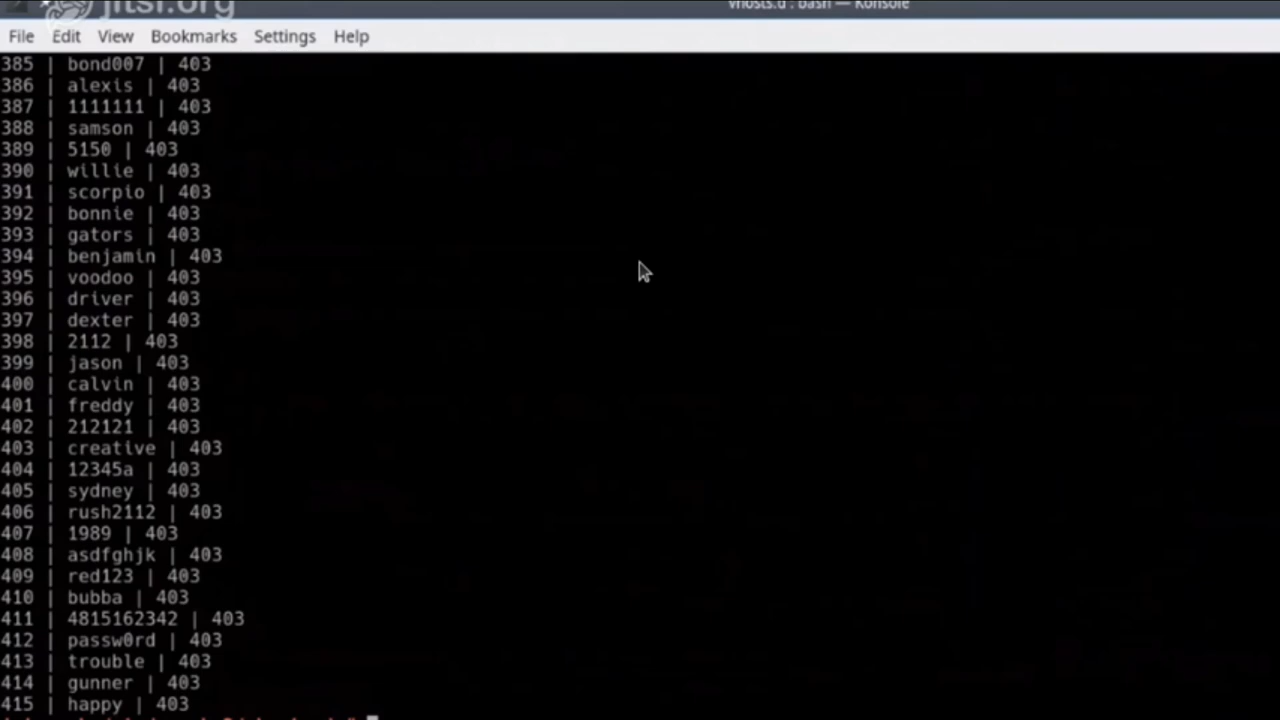 jitsi.org
vhosts.d : bash — Konsole
File Edit View Bookmarks Settings Help
385 | bond007 | 403
386 | alexis | 403
387 | 1111111 | 403
388 | samson | 403
389 | 5150 | 403
390 | willie | 403
391 | scorpio | 403
392 | bonnie | 403
393 | gators | 403
394 | benjamin | 403
395 | voodoo | 403
396 | driver | 403
397 | dexter | 403
398 | 2112 | 403
399 | jason | 403
400 | calvin | 403
401 | freddy | 403
402 | 212121 | 403
403 | creative | 403
404 | 12345a | 403
405 | sydney | 403
406 | rush2112 | 403
407 | 1989 | 403
408 | asdfghjk | 403
409 | red123 | 403
410 | bubba | 403
411 | 4815162342 | 403
412 | passw0rd | 403
413 | trouble | 403
414 | gunner | 403
415 | happy | 403